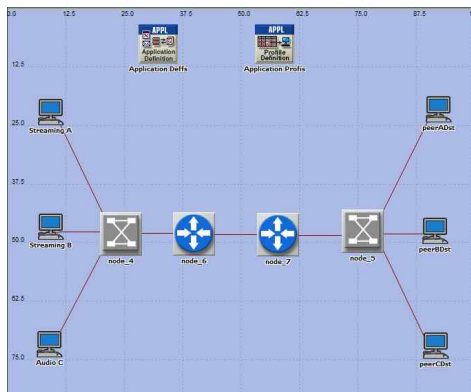 0.0 12.5 25.0 37.5 50.0 62.5 75.0 87.5
APPL
Application
Definition
Application Deffs
APPL
Profile
Definition
Application Profis
12.5
25.0
37.5
50.0
62.5
75.0
Streaming A
Streaming B
Audio C
node_4
node_6
node_7
node_5
peerADst
peerBDst
peerCDst